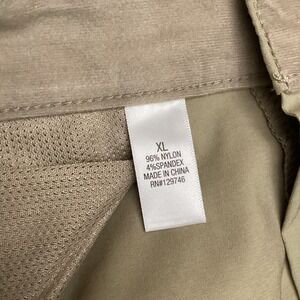 XL
96% NYLON
4%SPANDEX
MADE IN CHINA
RN#129746